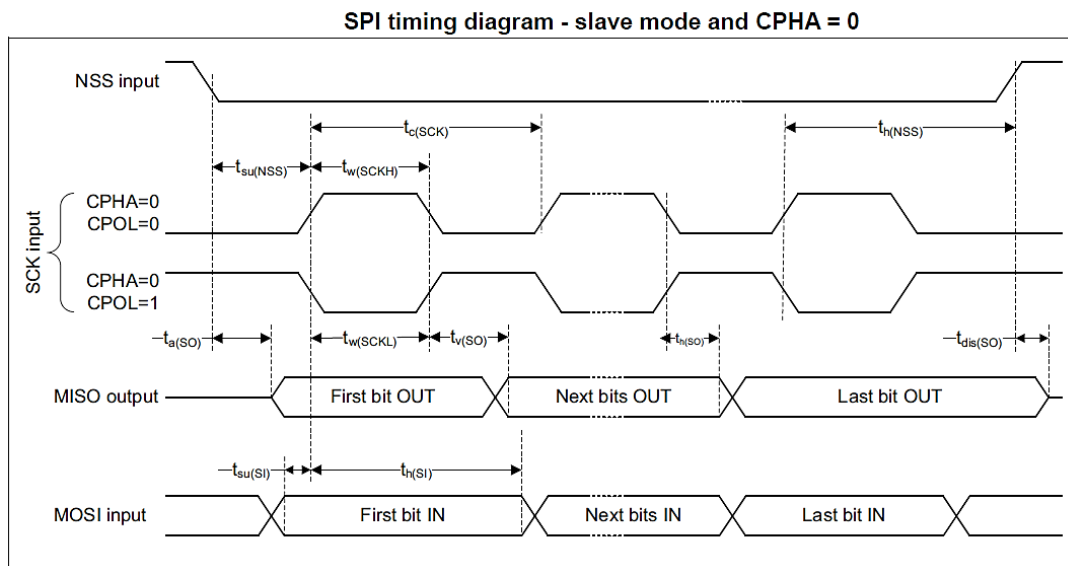 SPI timing diagram - slave mode and CPHA = 0
NSS input
tc(SCK)
th(NSS)
tsu(NSS)
tw(SCKH)
SCK input
CPHA=0
CPOL=0
CPHA=0
CPOL=1
ta(SO)
tw(SCKL)
tv(SO)
th(SO)
tdis(SO)
MISO output
First bit OUT
Next bits OUT
Last bit OUT
tsu(SI)
th(SI)
MOSI input
First bit IN
Next bits IN
Last bit IN